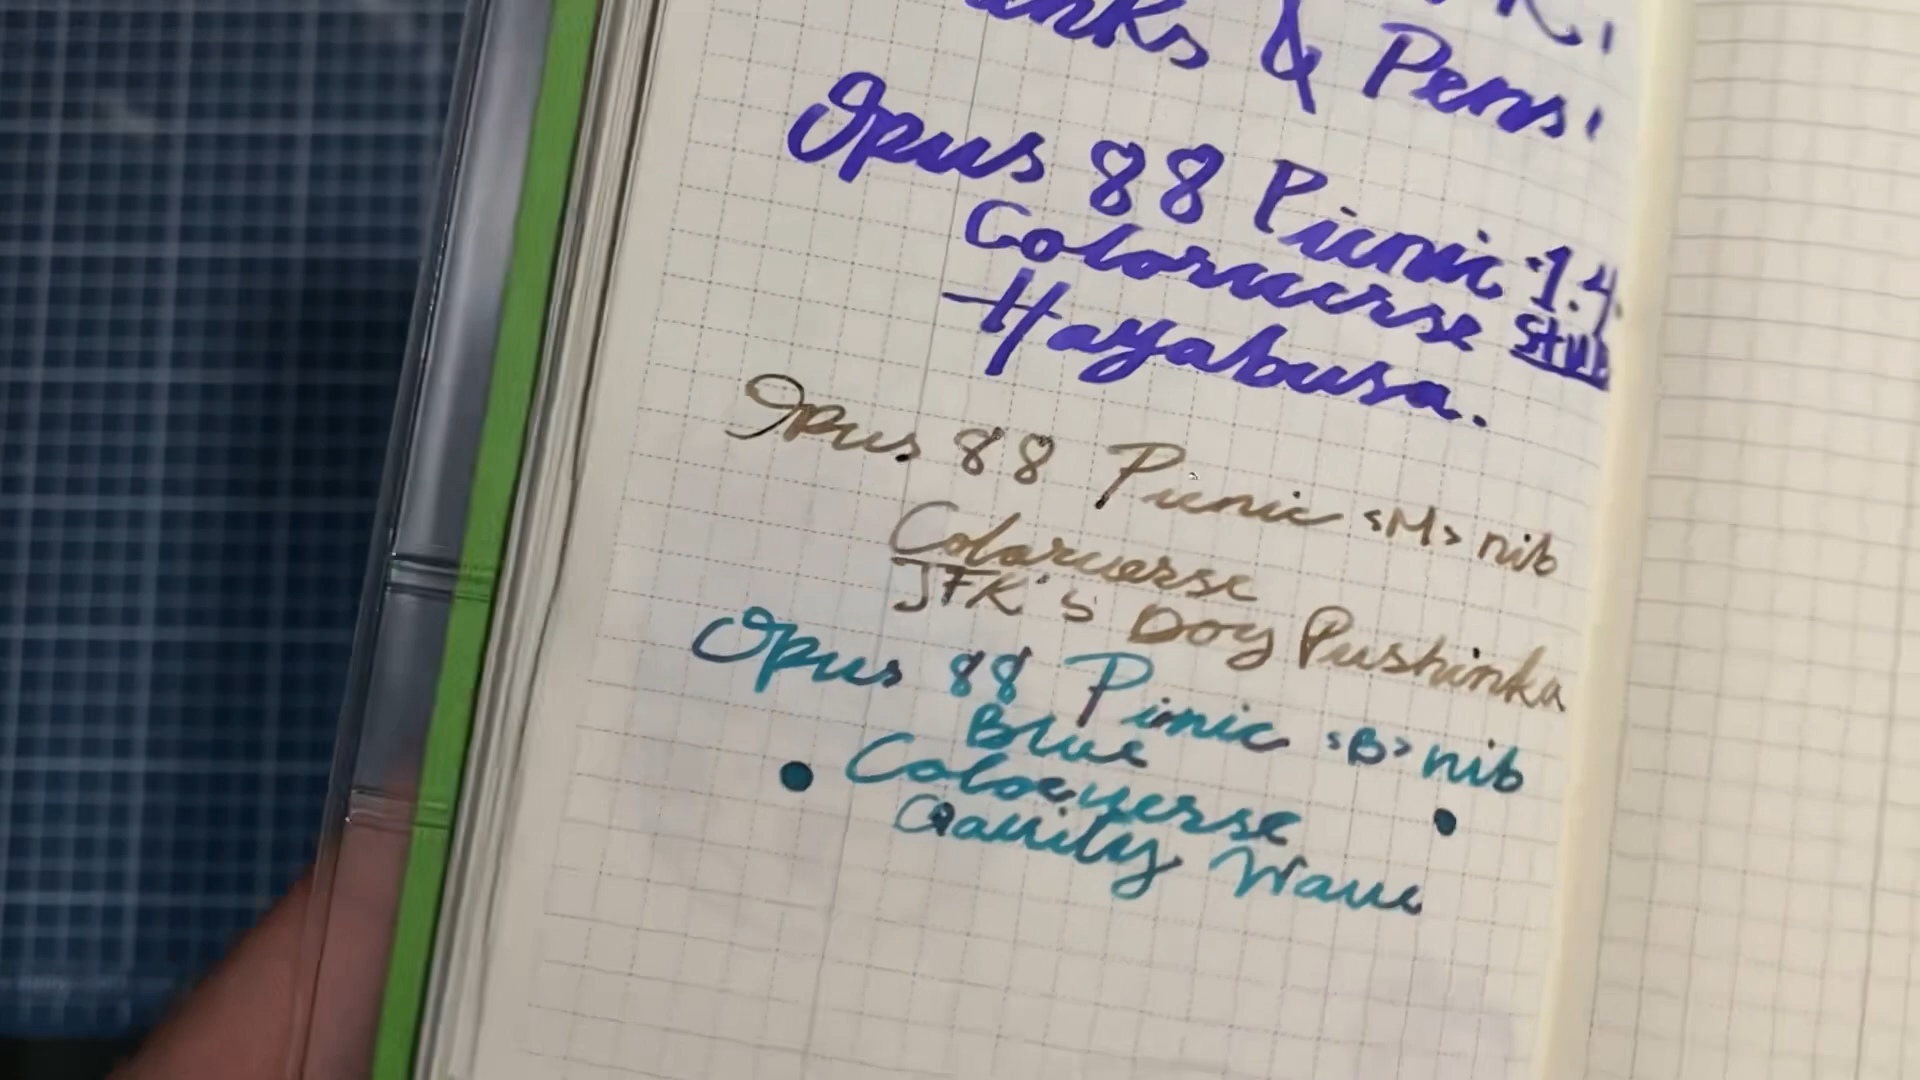 & Pens!
Opus 88 Picnic 1.4
Colorverse Stub
Hayabusa.
Opus 88 Picnic <M> nib
Colorverse
JFK's Dog Pushinka
Opus 88 Picnic <B> nib
Blue
Colorverse
Gravity Wave